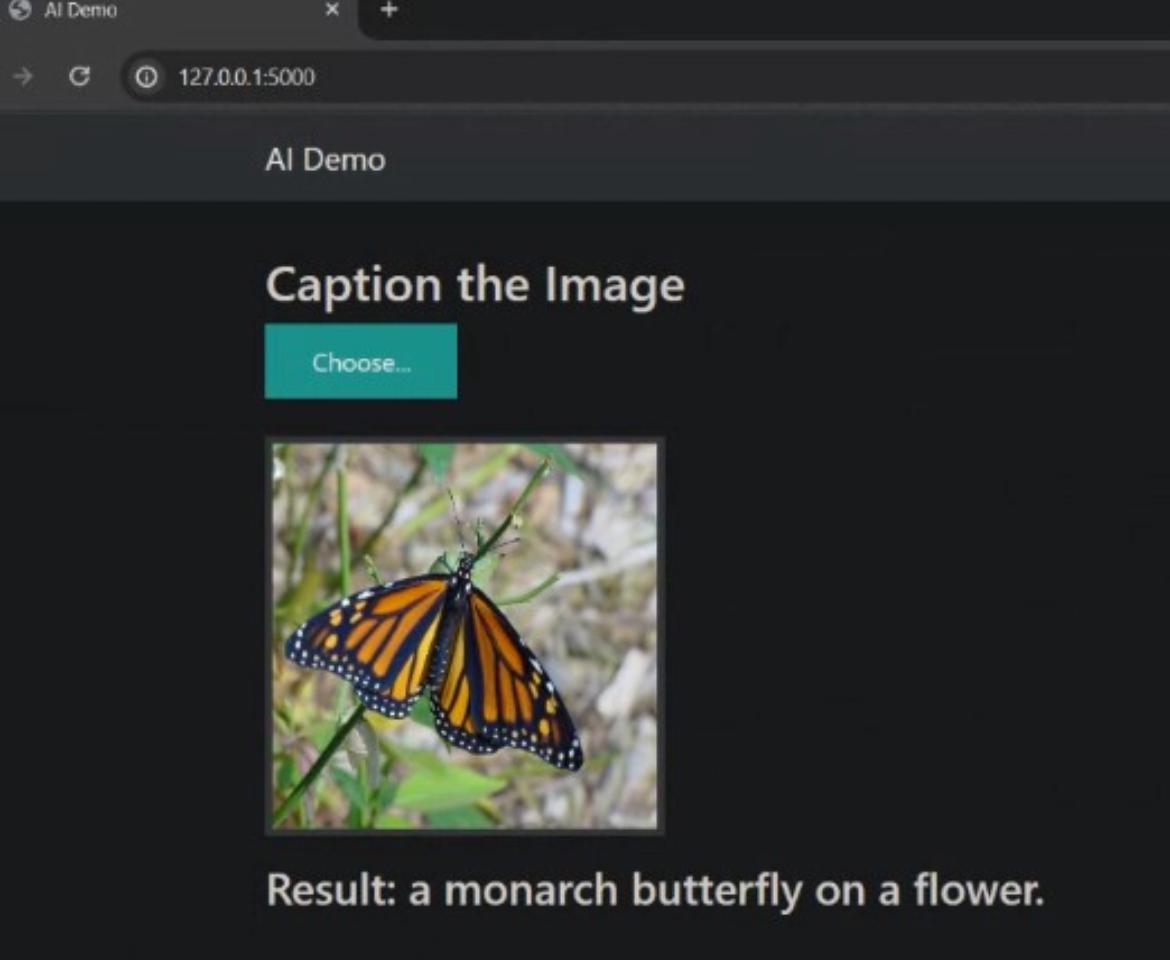 AI Demo
127.0.0.1:5000
AI Demo
Caption the Image
Choose...
Result: a monarch butterfly on a flower.